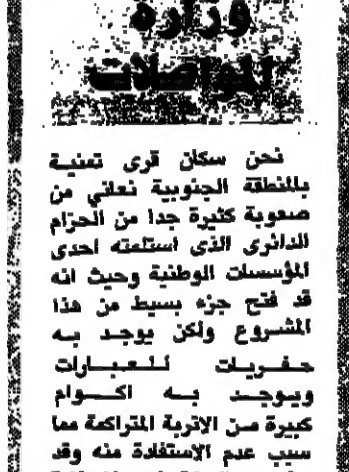 وزارة
المواصلات
نحن سكان قرى تمنية
بالمنطقة الجنوبية نعاني من
صعوبة كثيرة جدا من الحزام
الدائرى الذى استلمته احدى
المؤسسات الوطنية وحيث انه
قد فتح جزء بسيط من هذا
المشروع ولكن يوجد به
حفريات للعبارات
ويوجد به اكوام
كبيرة من الاتربة المتراكمة مما
سبب عدم الاستفادة منه وقد